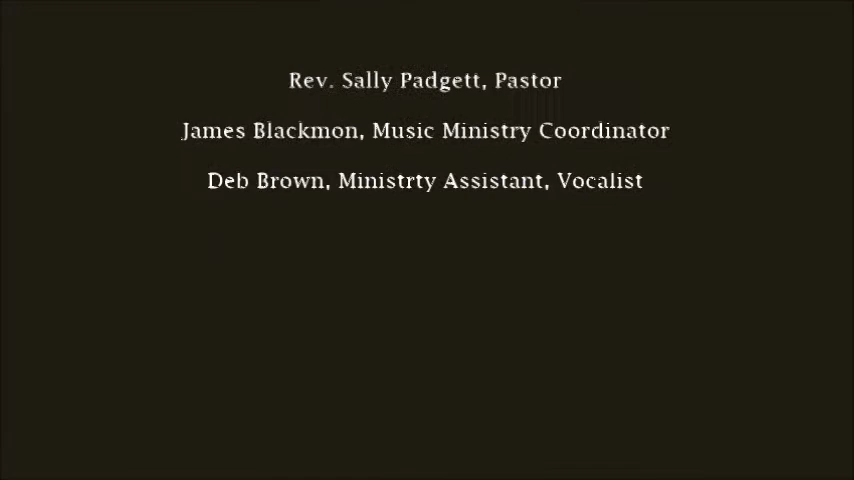 Rev. Sally Padgett, Pastor
James Blackmon, Music Ministry Coordinator
Deb Brown, Ministrty Assistant, Vocalist